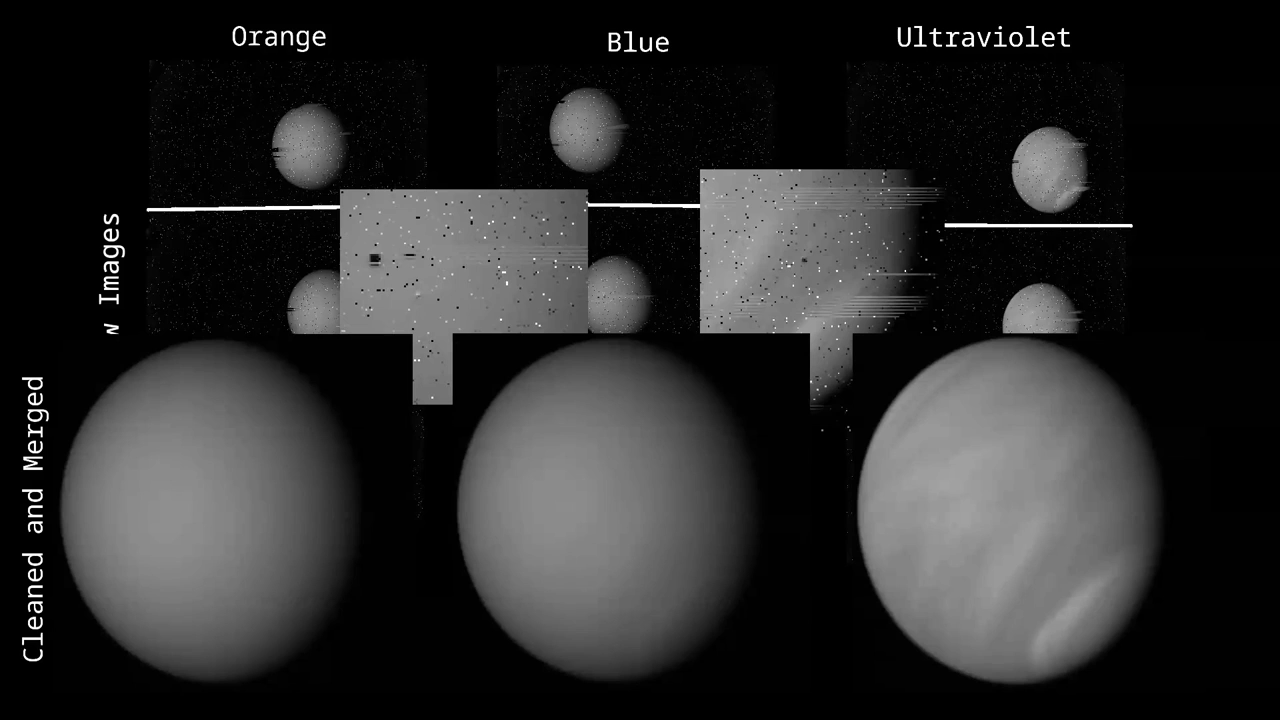 Orange
Blue
Ultraviolet
Images
Cleaned and Merged